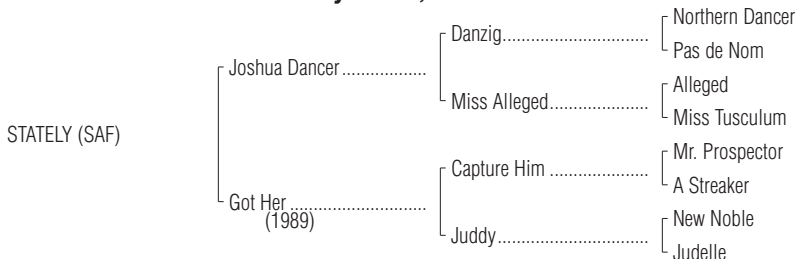 Northern Dancer
Danzig
Pas de Nom
Joshua Dancer
Alleged
Miss Alleged
Miss Tusculum
STATELY (SAF)
Mr. Prospector
Capture Him
A Streaker
Got Her
(1989)
New Noble
Juddy
Judelle